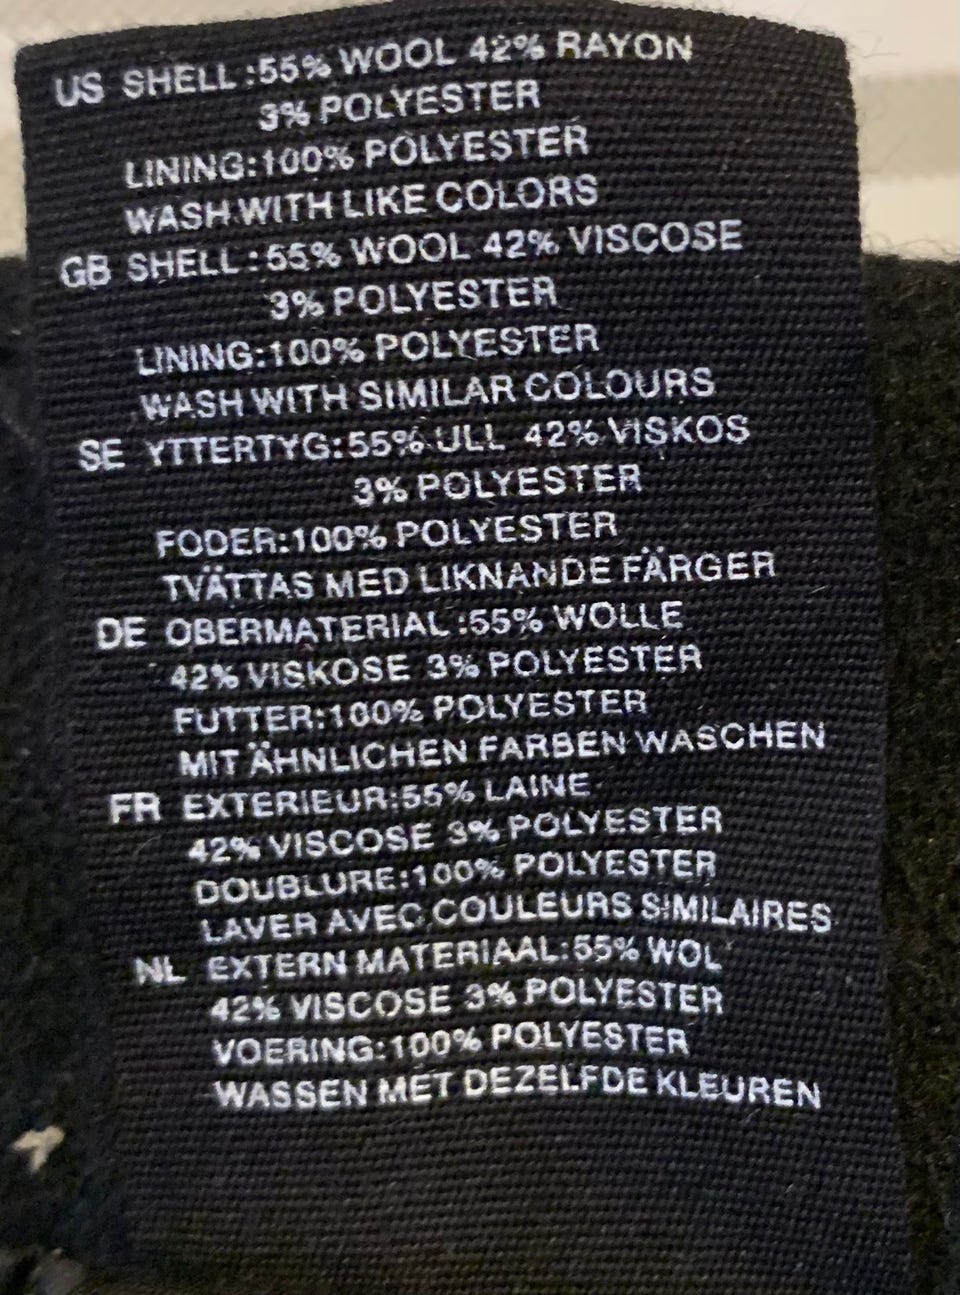 US SHELL:55% WOOL 42% RAYON
3% POLYESTER
LINING:100% POLYESTER
WASH WITH LIKE COLORS
GB SHELL:55% WOOL 42% VISCOSE
3% POLYESTER
LINING:100% POLYESTER
WASH WITH SIMILAR COLOURS
SE YTTERTYG:55% ULL 42% VISKOS
3% POLYESTER
FODER:100% POLYESTER
TVÄTTAS MED LIKNANDE FÄRGER
DE OBERMATERIAL:55% WOLLE
42% VISKOSE 3% POLYESTER
FUTTER:100% POLYESTER
MIT ÄHNLICHEN FARBEN WASCHEN
FR EXTERIEUR:55% LAINE
42% VISCOSE 3% POLYESTER
DOUBLURE:100% POLYESTER
LAVER AVEC COULEURS SIMILAIRES
NL EXTERN MATERIAAL:55% WOL
42% VISCOSE 3% POLYESTER
VOERING:100% POLYESTER
WASSEN MET DEZELFDE KLEUREN